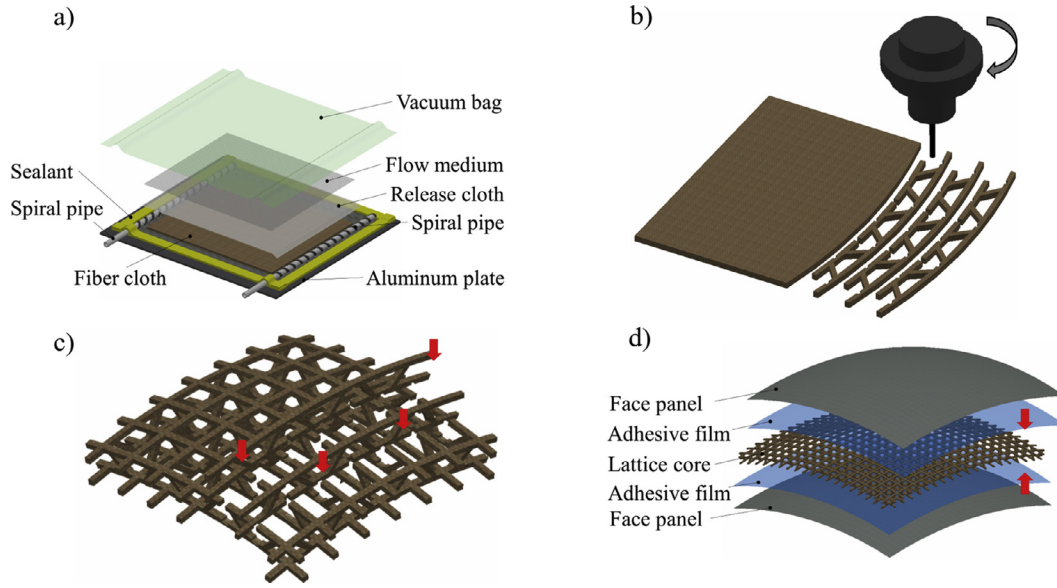 a)
Vacuum bag
Flow medium
Sealant
Release cloth
Spiral pipe
Spiral pipe
Fiber cloth
Aluminum plate
b)
c)
d)
Face panel
Adhesive film
Lattice core
Adhesive film
Face panel